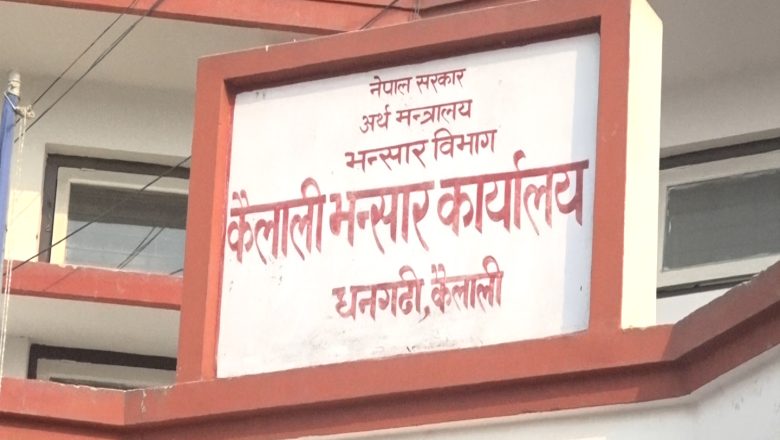 नेपाल सरकार
अर्थ मन्त्रालय
भन्सार विभाग
कैलाली भन्सार कार्यालय
धनगढी, कैलाली